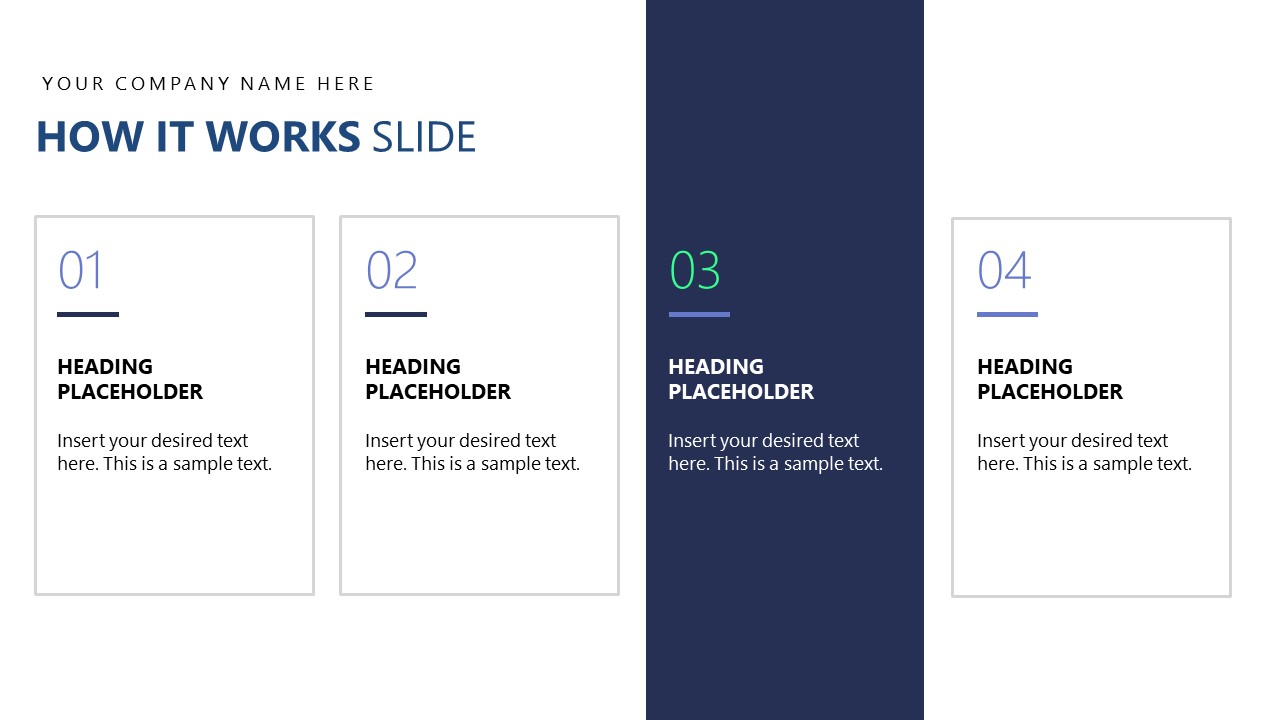 YOUR COMPANY NAME HERE
HOW IT WORKS SLIDE
01
HEADING
PLACEHOLDER
Insert your desired text
here. This is a sample text.
02
HEADING
PLACEHOLDER
Insert your desired text
here. This is a sample text.
03
HEADING
PLACEHOLDER
Insert your desired text
here. This is a sample text.
04
HEADING
PLACEHOLDER
Insert your desired text
here. This is a sample text.